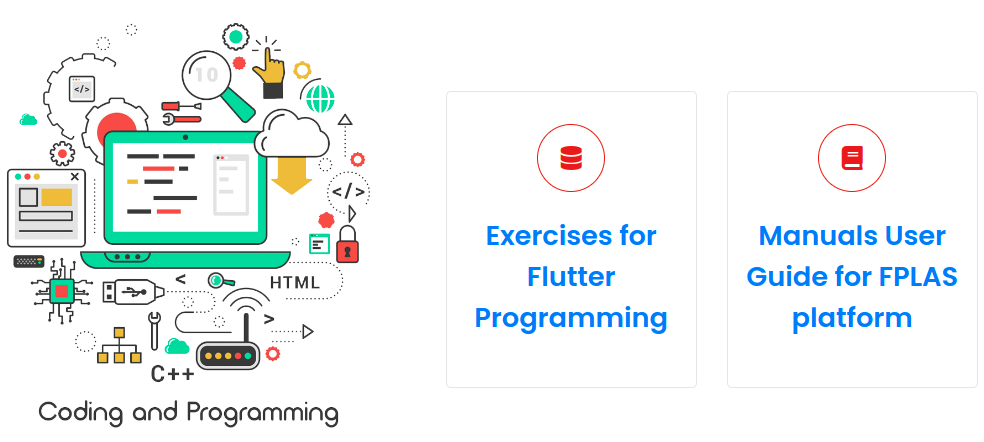 10
</>
</>
HTML
C++
Coding and Programming
Exercises for
Flutter
Programming
Manuals User
Guide for FPLAS
platform